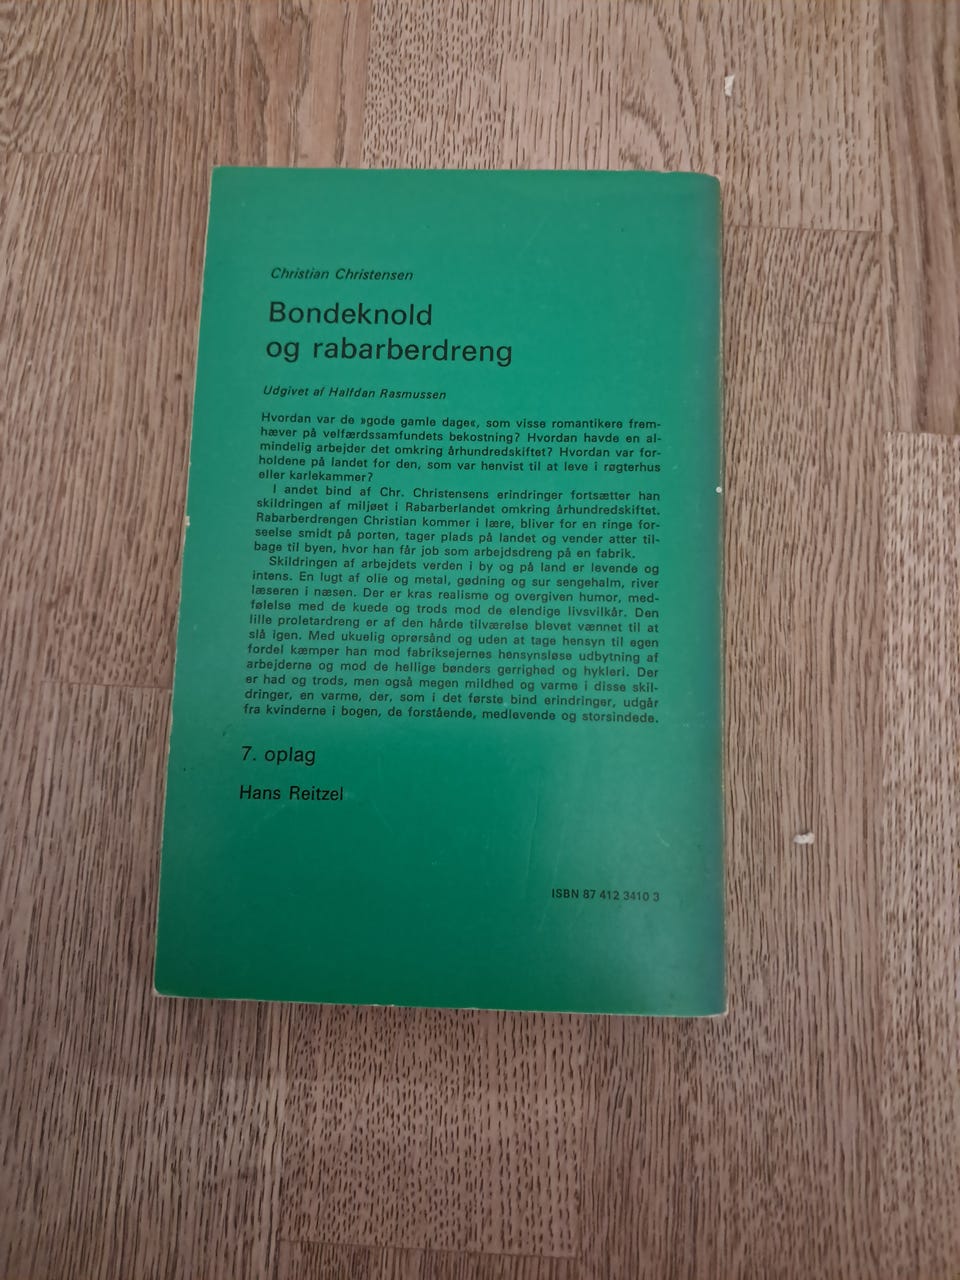 Christian Christensen
Bondeknold
og rabarberdreng
Udgivet af Halfdan Rasmussen
Hvordan var de »gode gamle dage«, som visse romantikere frem-
hæver på velfærdssamfundets bekostning? Hvordan havde en al-
mindelig arbejder det omkring århundredskiftet? Hvordan var for-
holdene på landet for den, som var henvist til at leve i røgterhus
eller karlekammer?
I andet bind af Chr. Christensens erindringer fortsætter han
skildringen af miljøet i Rabarberlandet omkring århundredskiftet.
Rabarberdrengen Christian kommer i lære, bliver for en ringe for-
seelse smidt på porten, tager plads på landet og vender atter til-
bage til byen, hvor han får job som arbejdsdreng på en fabrik.
Skildringen af arbejdets verden i by og på land er levende og
intens. En lugt af olie og metal, gødning og sur sengehalm, river
læseren i næsen. Der er kras realisme og overgiven humor, med-
følelse med de kuede og trods mod de elendige livsvilkår. Den
lille proletardreng er af den hårde tilværelse blevet vænnet til at
slå igen. Med ukuelig oprørsånd og uden at tage hensyn til egen
fordel kæmper han mod fabriksejernes hensynsløse udbytning af
arbejderne og mod de hellige bønders gerrighed og hykleri. Der
er had og trods, men også megen mildhed og varme i disse skil-
dringer, en varme, der, som i det første bind erindringer, udgår
fra kvinderne i bogen, de forstående, medlevende og storsindede.
7. oplag
Hans Reitzel
ISBN 87 412 3410 3